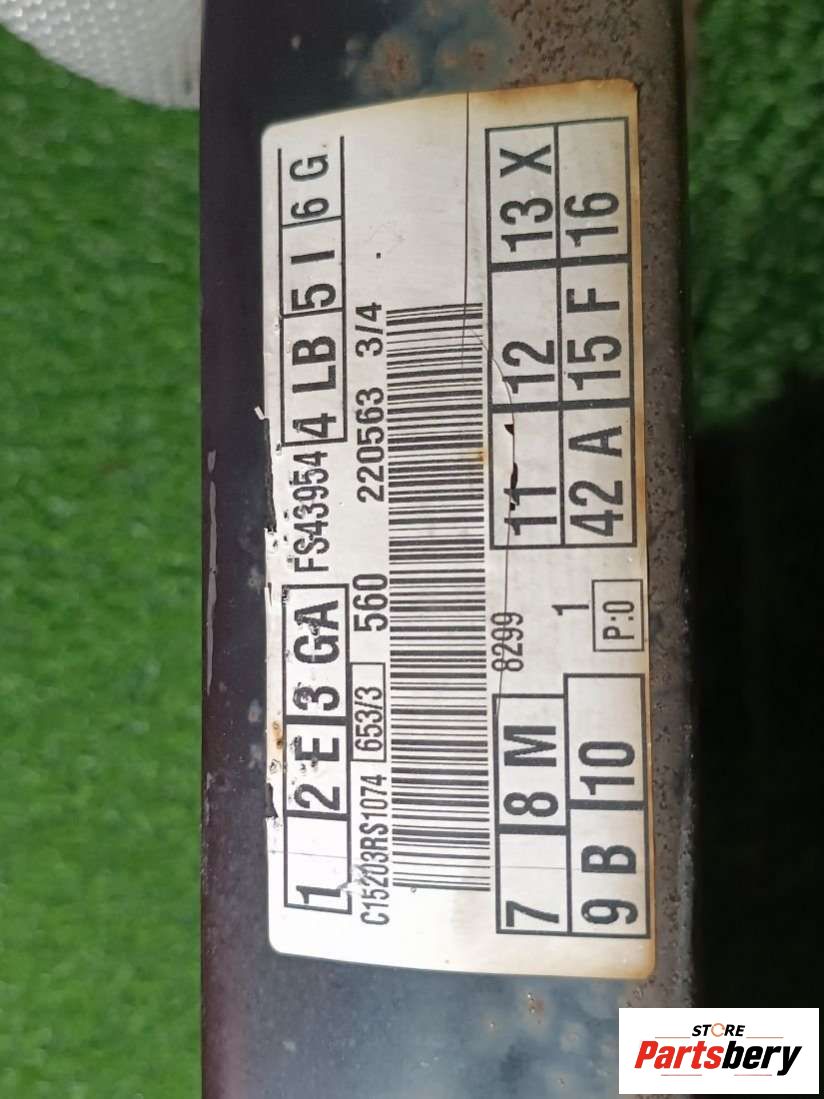 1 2 E 3 GA FS43954 4 LB 5 I 6 G
C15203RS1074 653/3 560 220563 3/4
7 8 M 8299 11 12 13 X
9 B 10 1 P:0 42 A 15 F 16
STORE
Partsbery